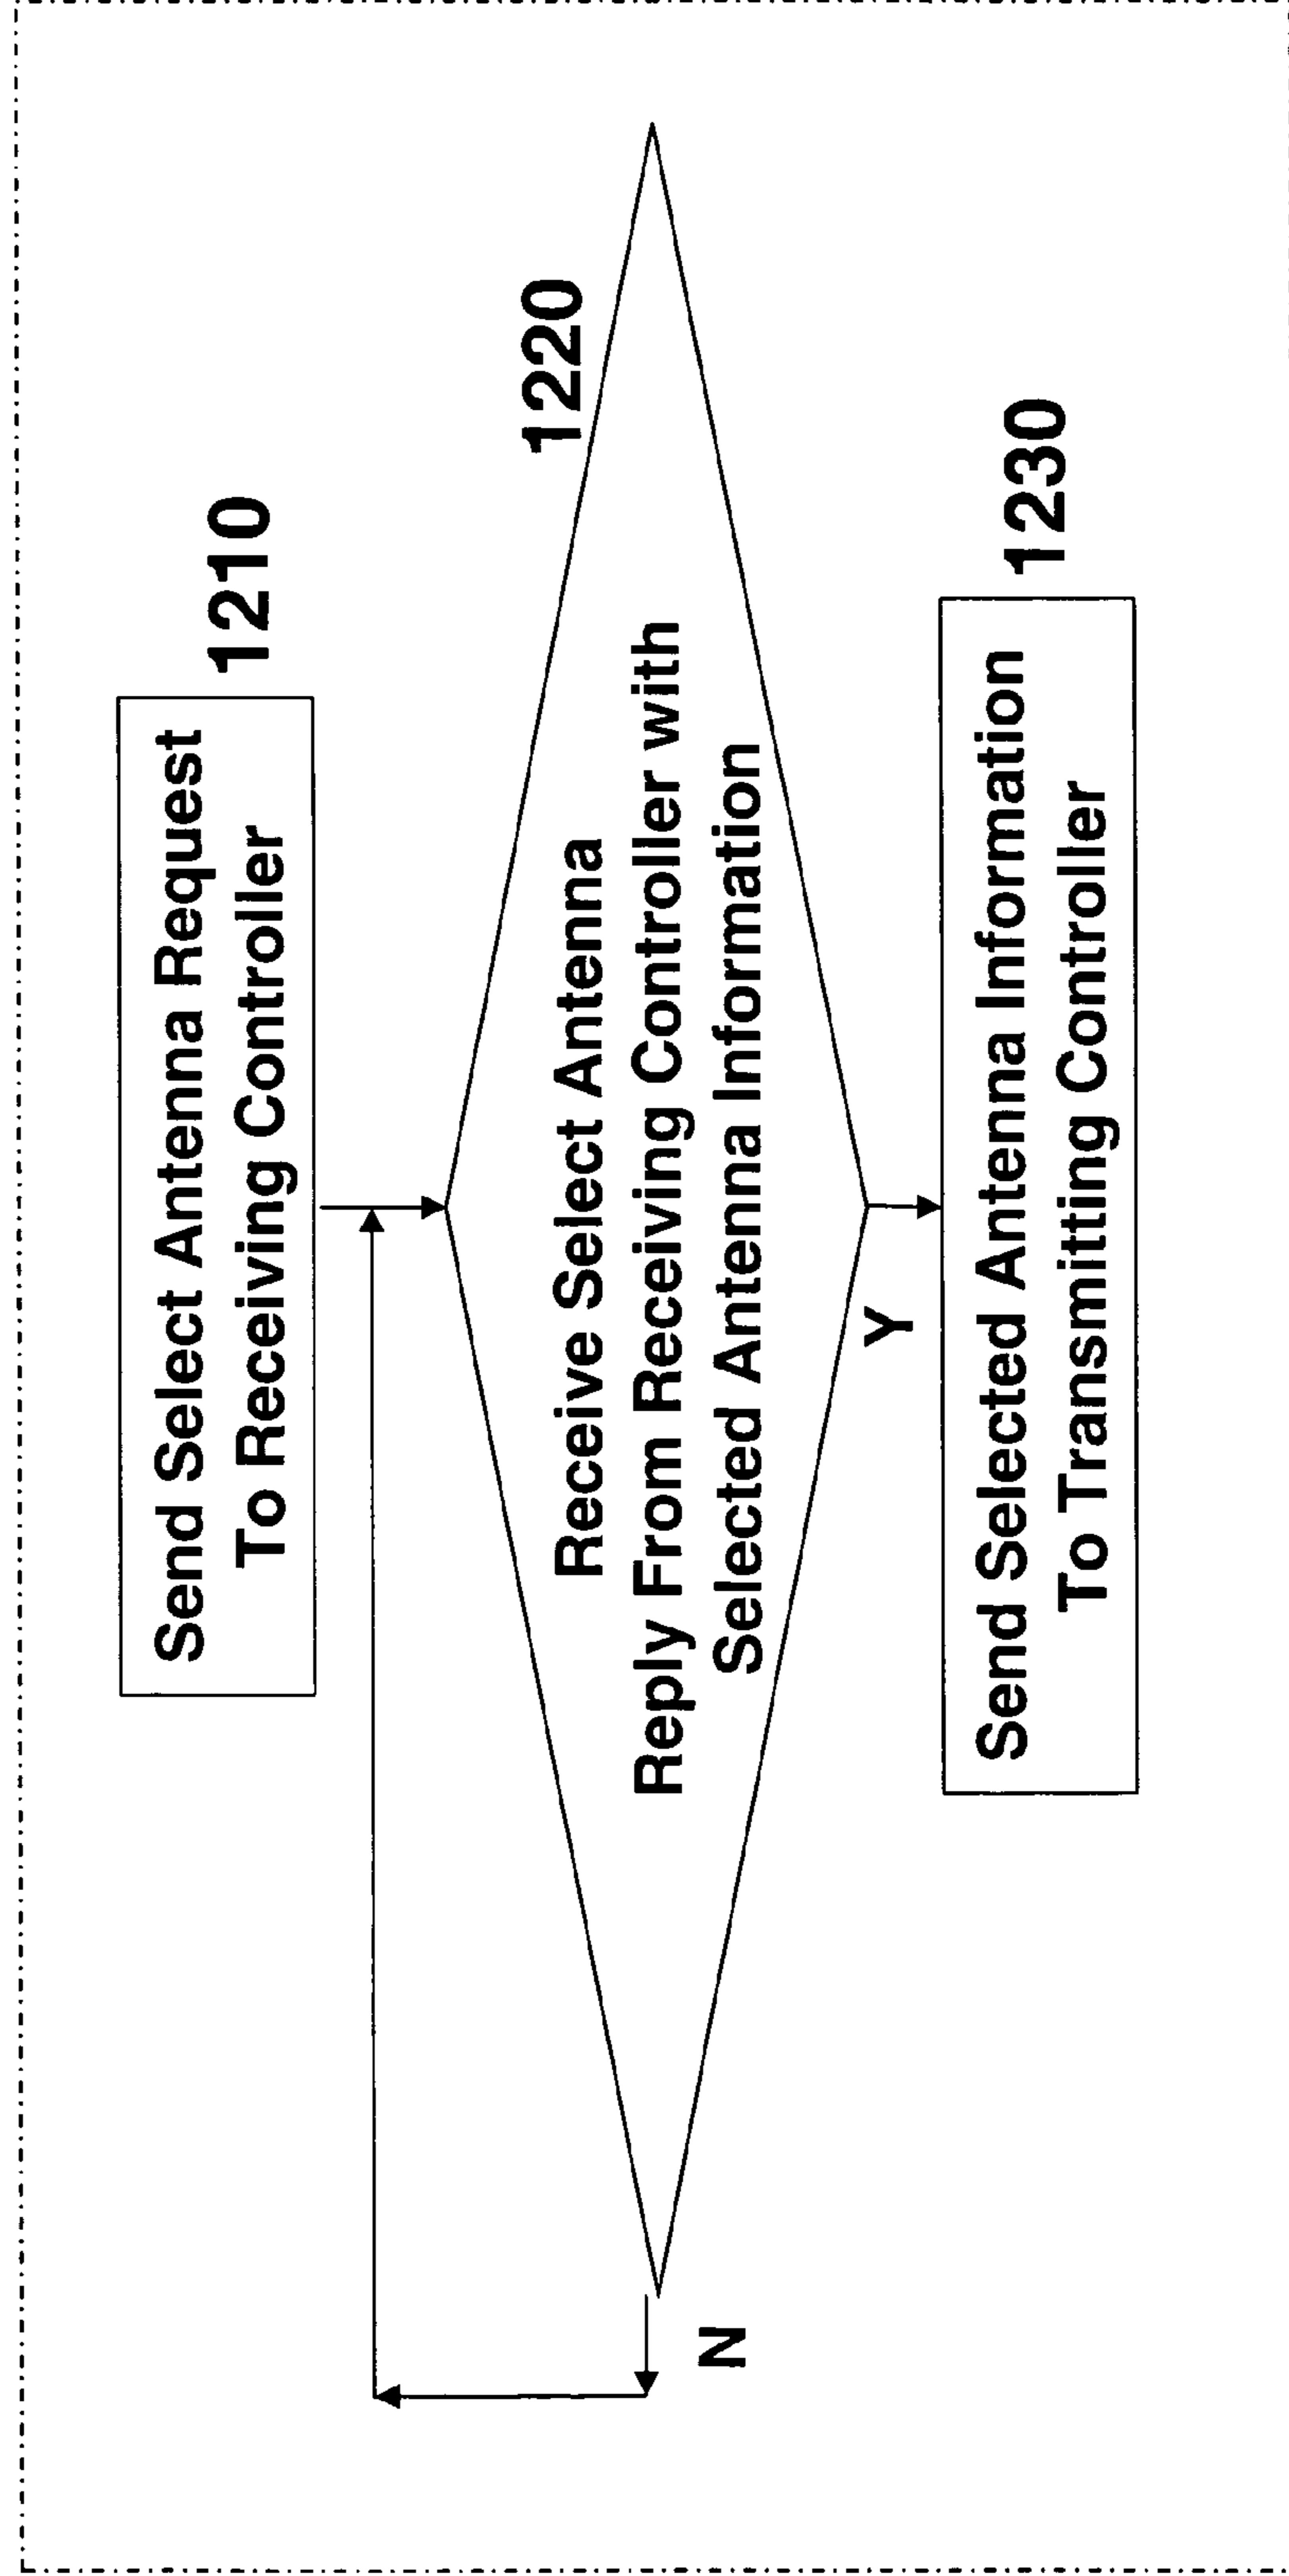 Send Select Antenna Request
To Receiving Controller
1210
1220
Receive Select Antenna
Reply From Receiving Controller with
Selected Antenna Information
N
Y
Send Selected Antenna Information
To Transmitting Controller
1230